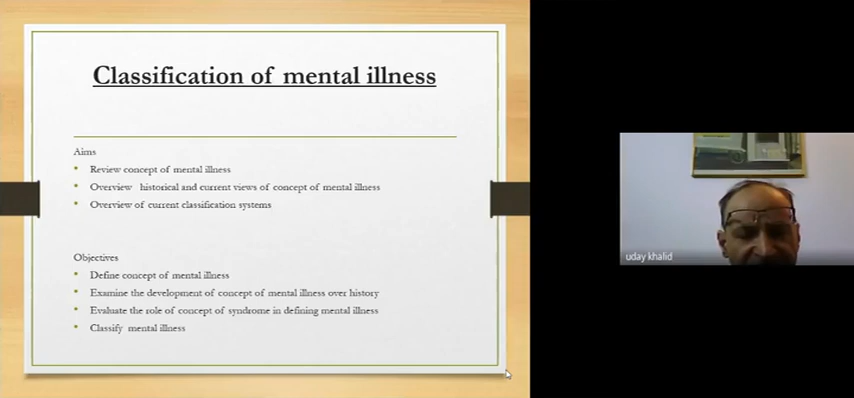 Classification of mental illness
Aims
Review concept of mental illness
Overview historical and current views of concept of mental illness
Overview of current classification systems
Objectives
Define concept of mental illness
Examine the development of concept of mental illness over history
Evaluate the role of concept of syndrome in defining mental illness
Classify mental illness
uday khalid